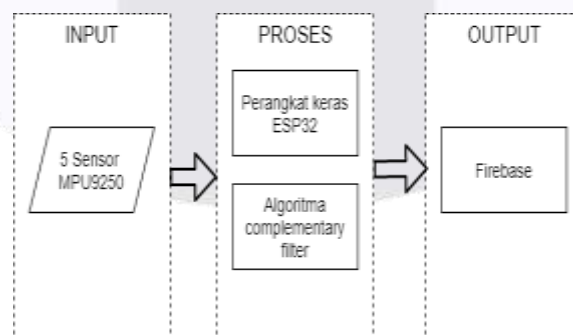 INPUT
5 Sensor
MPU9250
PROSES
Perangkat keras
ESP32
Algoritma
complementary
filter
OUTPUT
Firebase